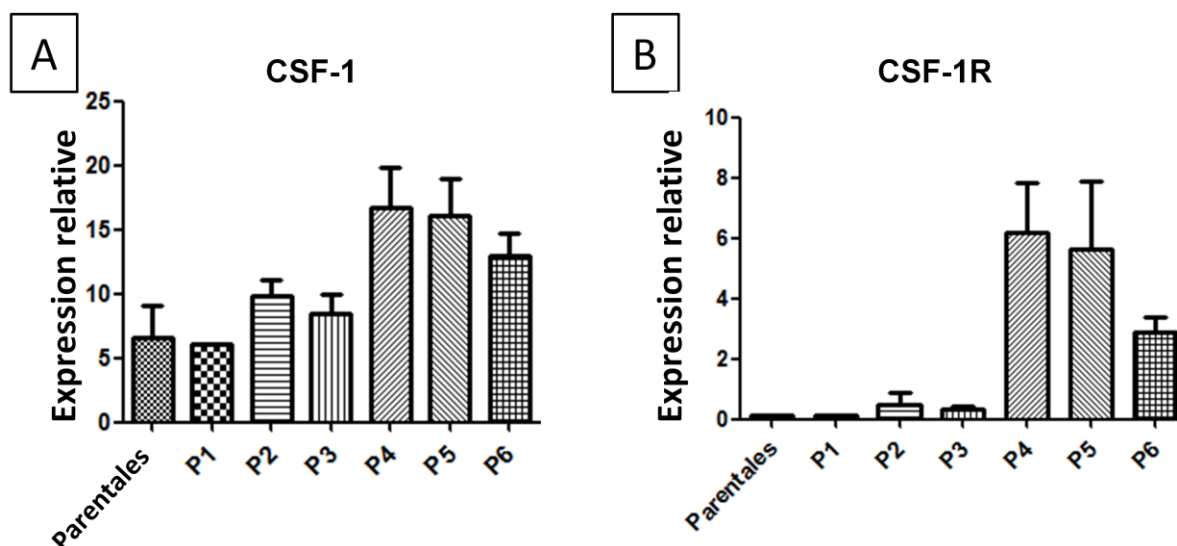 A
CSF-1
Expression relative
25
20
15
10
5
0
Parentales
P1
P2
P3
P4
P5
P6
B
CSF-1R
Expression relative
10
8
6
4
2
0
Parentales
P1
P2
P3
P4
P5
P6